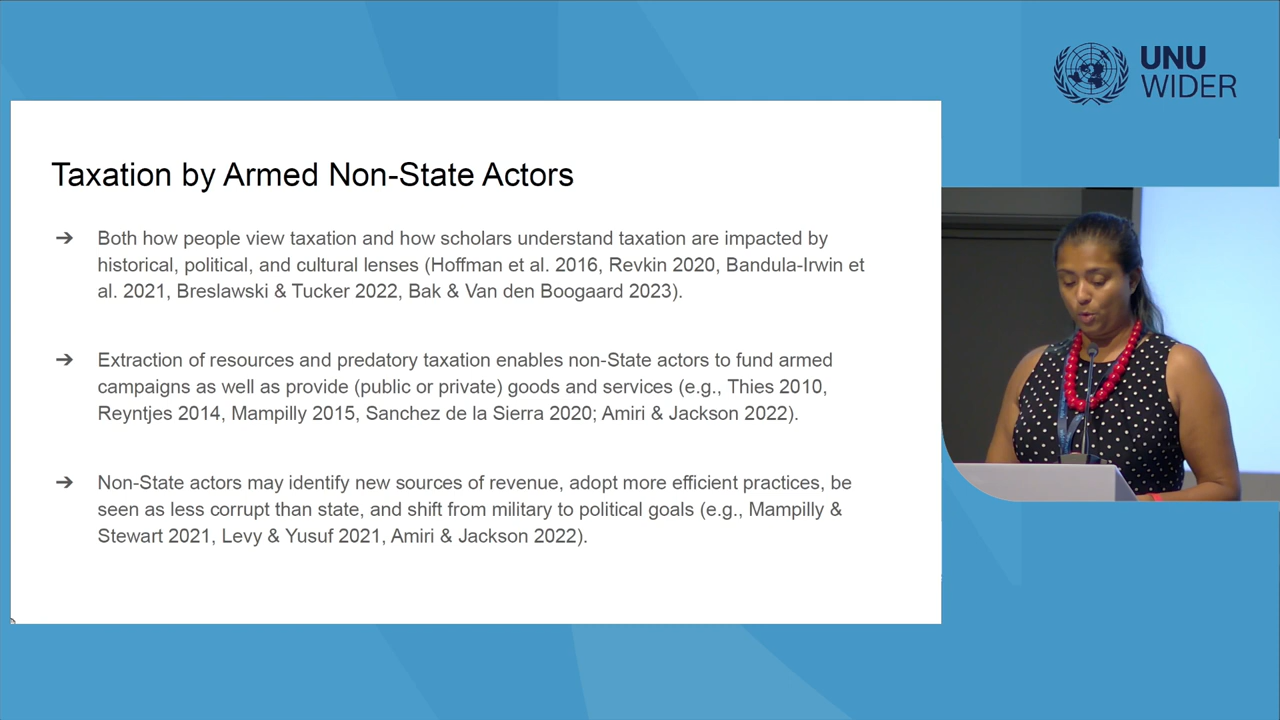 UNU
WIDER
Taxation by Armed Non-State Actors
➔ Both how people view taxation and how scholars understand taxation are impacted by
historical, political, and cultural lenses (Hoffman et al. 2016, Revkin 2020, Bandula-Irwin et
al. 2021, Breslawski & Tucker 2022, Bak & Van den Boogaard 2023).
➔ Extraction of resources and predatory taxation enables non-State actors to fund armed
campaigns as well as provide (public or private) goods and services (e.g., Thies 2010,
Reyntjes 2014, Mampilly 2015, Sanchez de la Sierra 2020; Amiri & Jackson 2022).
➔ Non-State actors may identify new sources of revenue, adopt more efficient practices, be
seen as less corrupt than state, and shift from military to political goals (e.g., Mampilly &
Stewart 2021, Levy & Yusuf 2021, Amiri & Jackson 2022).